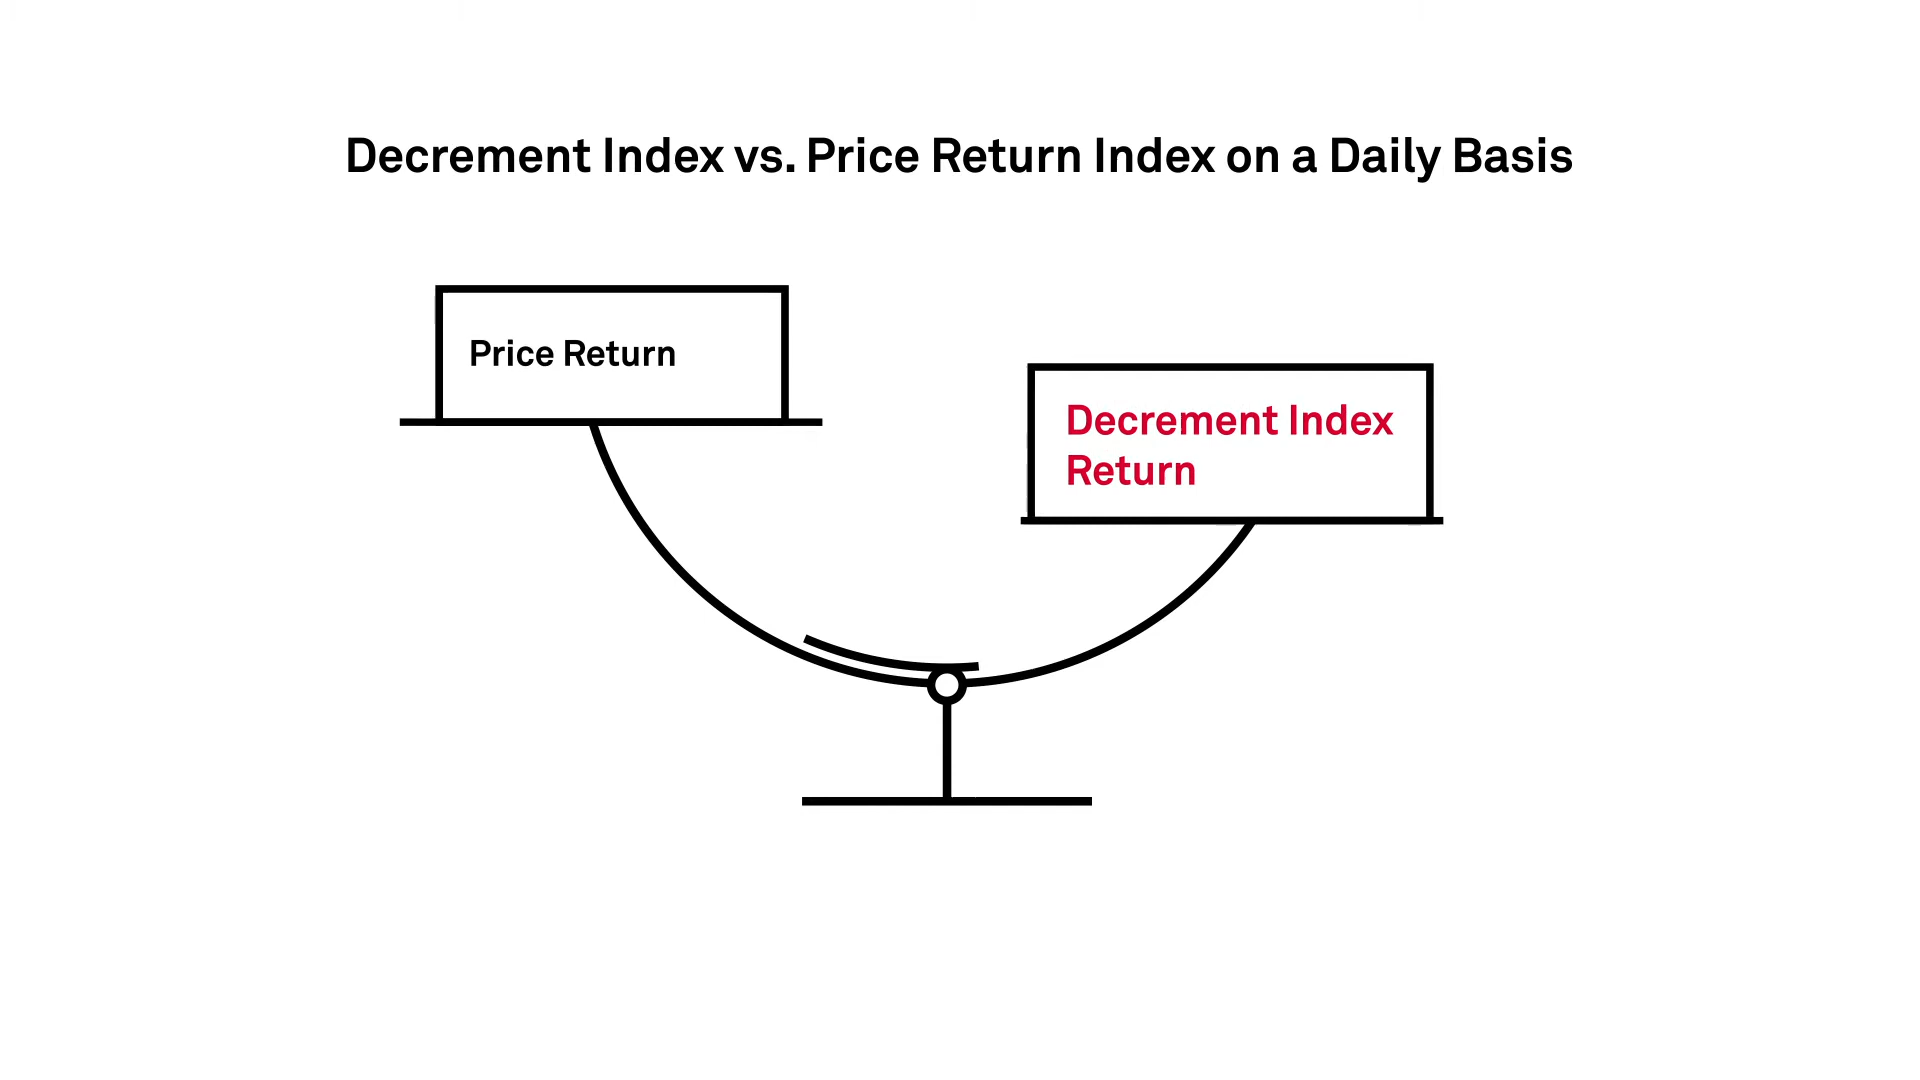 Decrement Index vs. Price Return Index on a Daily Basis
Price Return
Decrement Index
Return